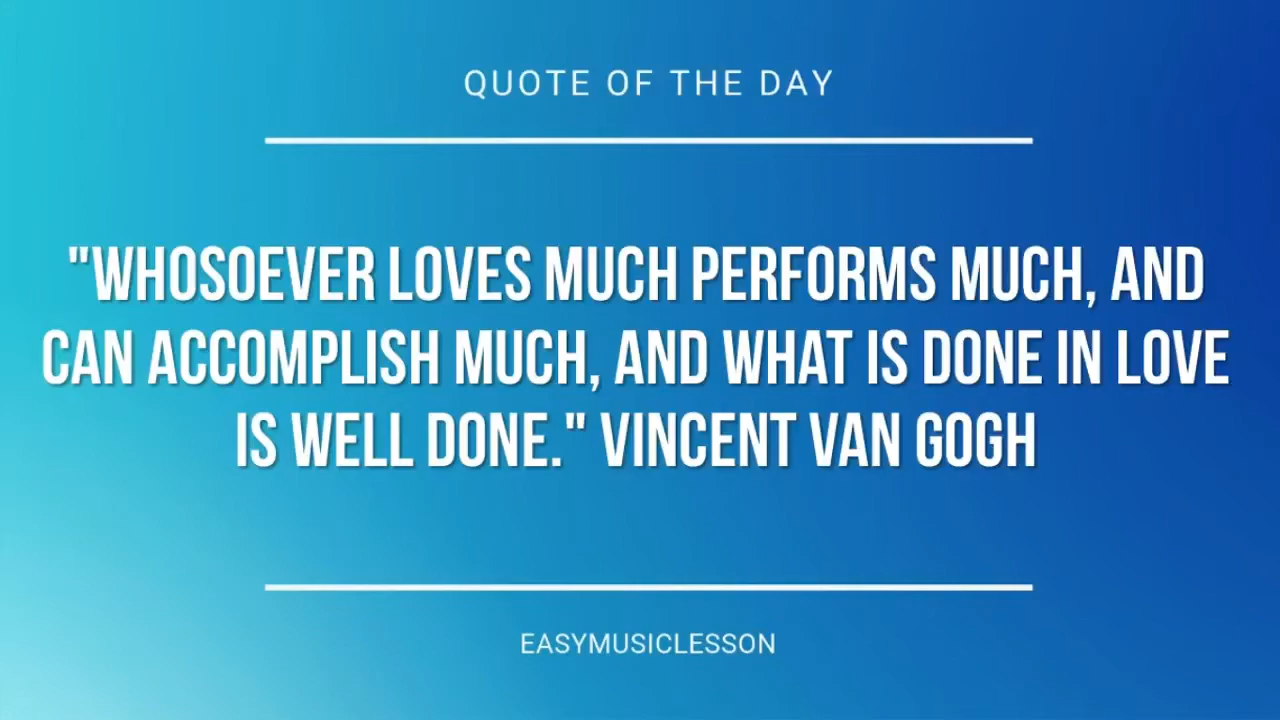 QUOTE OF THE DAY
"WHOSOEVER LOVES MUCH PERFORMS MUCH, AND
CAN ACCOMPLISH MUCH, AND WHAT IS DONE IN LOVE
IS WELL DONE." VINCENT VAN GOGH
EASYMUSICLESSON